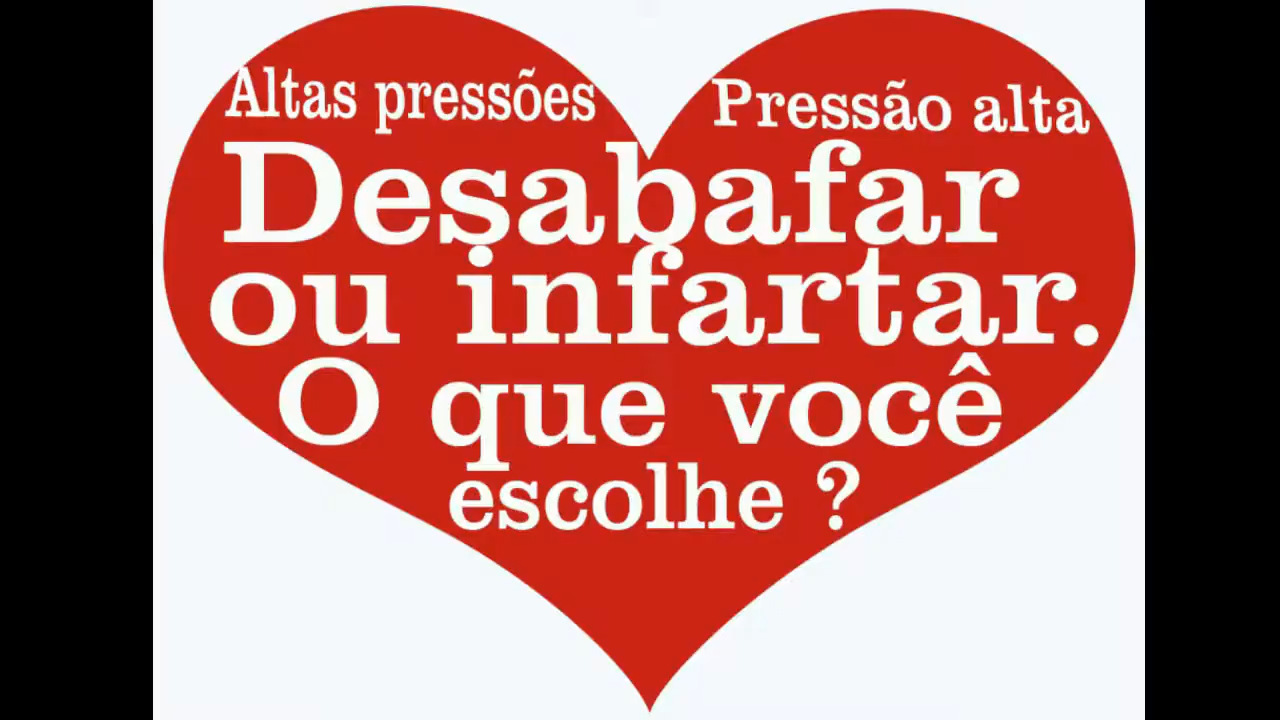 Altas pressões
Pressão alta
Desabafar
ou infartar.
O que você
escolhe ?